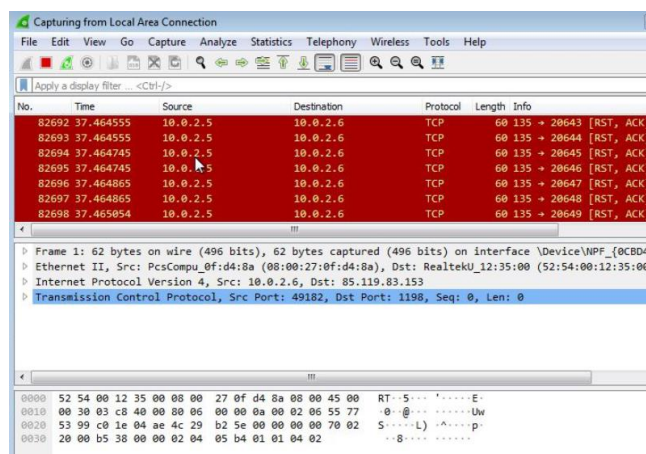 Capturing from Local Area Connection
File Edit View Go Capture Analyze Statistics Telephony Wireless Tools Help
Apply a display filter ... <Ctrl-/>
No. Time Source Destination Protocol Length Info
82692 37.464555 10.0.2.5 10.0.2.6 TCP 60 135 → 20643 [RST, ACK
82693 37.464555 10.0.2.5 10.0.2.6 TCP 60 135 → 20644 [RST, ACK
82694 37.464745 10.0.2.5 10.0.2.6 TCP 60 135 → 20645 [RST, ACK
82695 37.464745 10.0.2.5 10.0.2.6 TCP 60 135 → 20646 [RST, ACK
82696 37.464865 10.0.2.5 10.0.2.6 TCP 60 135 → 20647 [RST, ACK
82697 37.464865 10.0.2.5 10.0.2.6 TCP 60 135 → 20648 [RST, ACK
82698 37.465054 10.0.2.5 10.0.2.6 TCP 60 135 → 20649 [RST, ACK
Frame 1: 62 bytes on wire (496 bits), 62 bytes captured (496 bits) on interface \Device\NPF_{0CBD4
Ethernet II, Src: PcsCompu_0f:d4:8a (08:00:27:0f:d4:8a), Dst: RealtekU_12:35:00 (52:54:00:12:35:00
Internet Protocol Version 4, Src: 10.0.2.6, Dst: 85.119.83.153
Transmission Control Protocol, Src Port: 49182, Dst Port: 1198, Seq: 0, Len: 0
0000 52 54 00 12 35 00 08 00 27 0f d4 8a 08 00 45 00 RT··5··· '·····E·
0010 00 30 03 c8 40 00 80 06 00 00 0a 00 02 06 55 77 ·0··@··· ······Uw
0020 53 99 c0 1e 04 ae 4c 29 b2 5e 00 00 00 00 70 02 S·····L) ·^····p·
0030 20 00 b5 38 00 00 02 04 05 b4 01 01 04 02 ··8···· ······